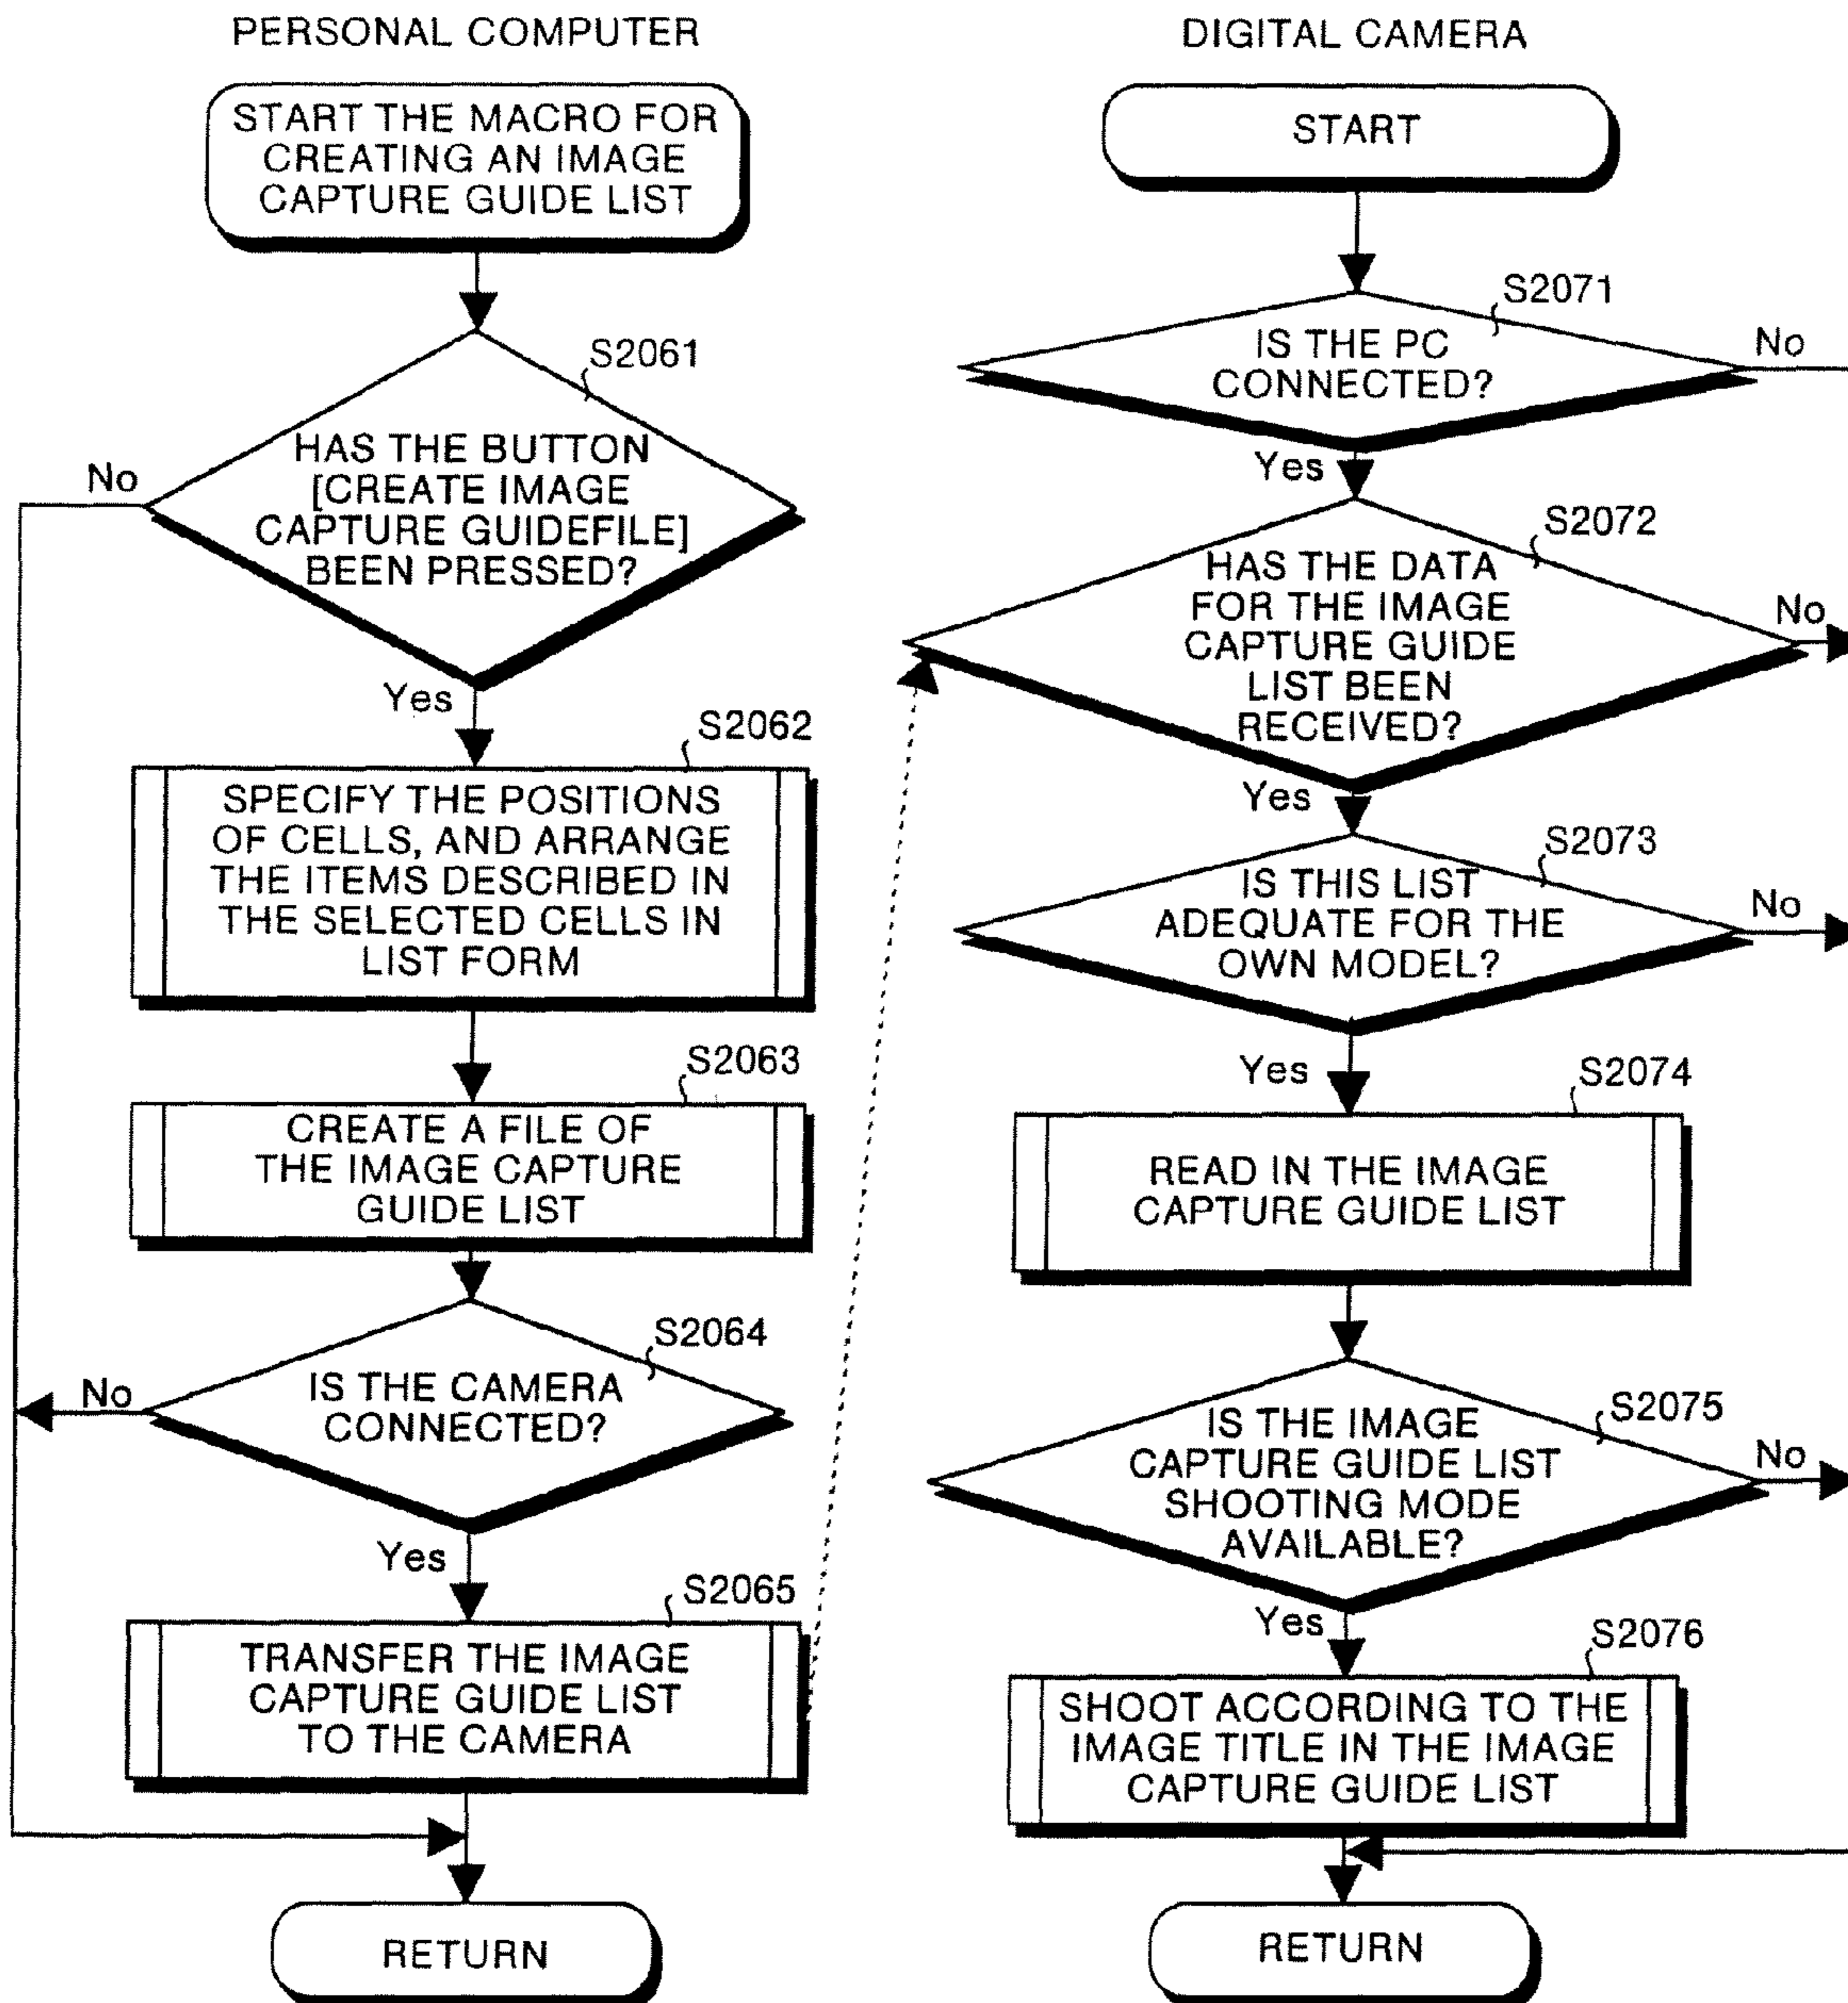 PERSONAL COMPUTER
START THE MACRO FOR
CREATING AN IMAGE
CAPTURE GUIDE LIST
S2061
HAS THE BUTTON
[CREATE IMAGE
CAPTURE GUIDEFILE]
BEEN PRESSED?
No
Yes
S2062
SPECIFY THE POSITIONS
OF CELLS, AND ARRANGE
THE ITEMS DESCRIBED IN
THE SELECTED CELLS IN
LIST FORM
S2063
CREATE A FILE OF
THE IMAGE CAPTURE
GUIDE LIST
S2064
IS THE CAMERA
CONNECTED?
No
Yes
S2065
TRANSFER THE IMAGE
CAPTURE GUIDE LIST
TO THE CAMERA
RETURN
DIGITAL CAMERA
START
S2071
IS THE PC
CONNECTED?
No
Yes
S2072
HAS THE DATA
FOR THE IMAGE
CAPTURE GUIDE
LIST BEEN
RECEIVED?
No
Yes
S2073
IS THIS LIST
ADEQUATE FOR THE
OWN MODEL?
No
Yes
S2074
READ IN THE IMAGE
CAPTURE GUIDE LIST
S2075
IS THE IMAGE
CAPTURE GUIDE LIST
SHOOTING MODE
AVAILABLE?
No
Yes
S2076
SHOOT ACCORDING TO THE
IMAGE TITLE IN THE IMAGE
CAPTURE GUIDE LIST
RETURN